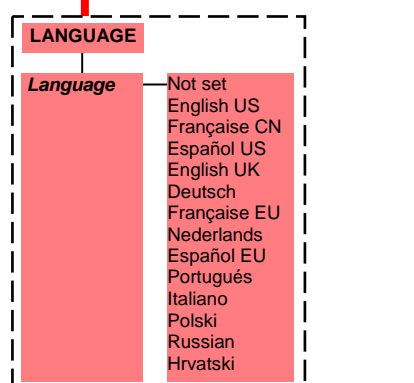 LANGUAGE
Language
Not set
English US
Française CN
Español US
English UK
Deutsch
Française EU
Nederlands
Español EU
Portugués
Italiano
Polski
Russian
Hrvatski